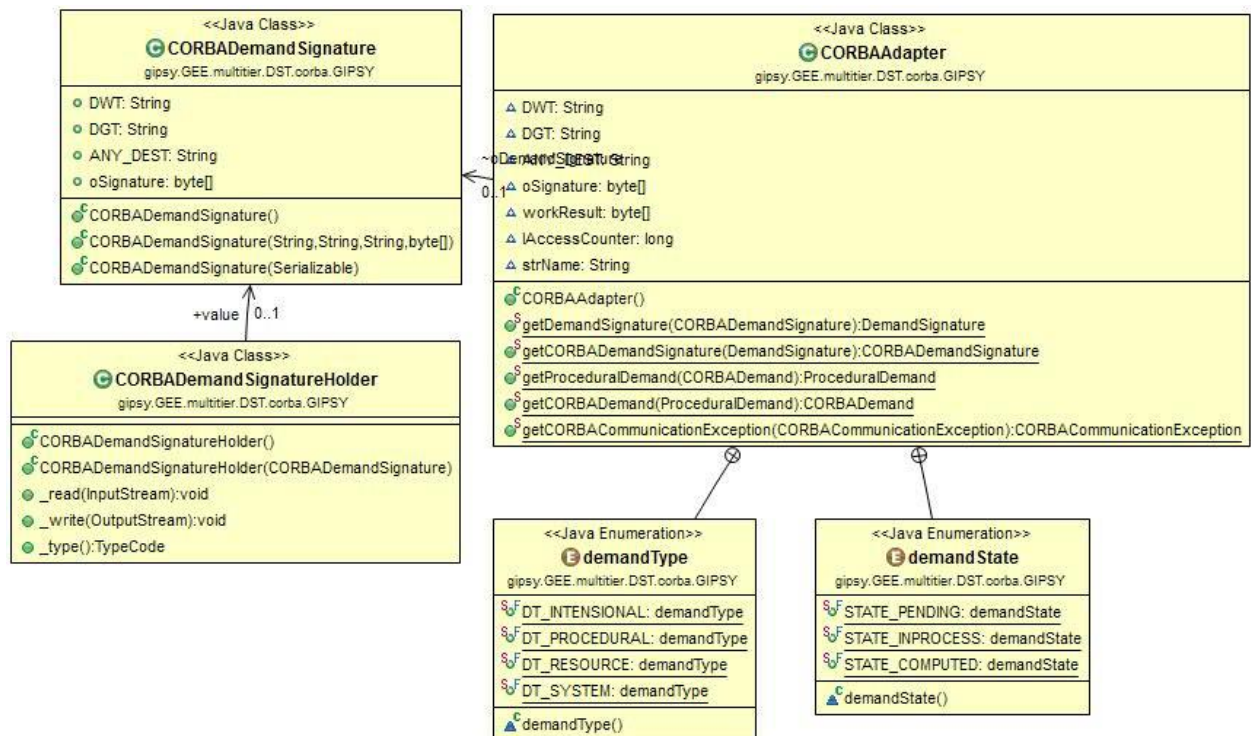 <<Java Class>>
CORBADemandSignature
gipsy.GEE.multitier.DST.corba.GIPSY
DWT: String
DGT: String
ANY_DEST: String
oSignature: byte[]
CORBADemandSignature()
CORBADemandSignature(String,String,String,byte[])
CORBADemandSignature(Serializable)
+value 0..1
<<Java Class>>
CORBADemandSignatureHolder
gipsy.GEE.multitier.DST.corba.GIPSY
CORBADemandSignatureHolder()
CORBADemandSignatureHolder(CORBADemandSignature)
_read(InputStream):void
_write(OutputStream):void
_type():TypeCode
<<Java Class>>
CORBAAdapter
gipsy.GEE.multitier.DST.corba.GIPSY
DWT: String
DGT: String
ANY_DEST: String
~oDemandSignature
0..1
oSignature: byte[]
workResult: byte[]
lAccessCounter: long
strName: String
CORBAAdapter()
getDemandSignature(CORBADemandSignature):DemandSignature
getCORBADemandSignature(DemandSignature):CORBADemandSignature
getProceduralDemand(CORBADemand):ProceduralDemand
getCORBADemand(ProceduralDemand):CORBADemand
getCORBACommunicationException(CORBACommunicationException):CORBACommunicationException
<<Java Enumeration>>
demandType
gipsy.GEE.multitier.DST.corba.GIPSY
DT_INTENSIONAL: demandType
DT_PROCEDURAL: demandType
DT_RESOURCE: demandType
DT_SYSTEM: demandType
demandType()
<<Java Enumeration>>
demandState
gipsy.GEE.multitier.DST.corba.GIPSY
STATE_PENDING: demandState
STATE_INPROCESS: demandState
STATE_COMPUTED: demandState
demandState()